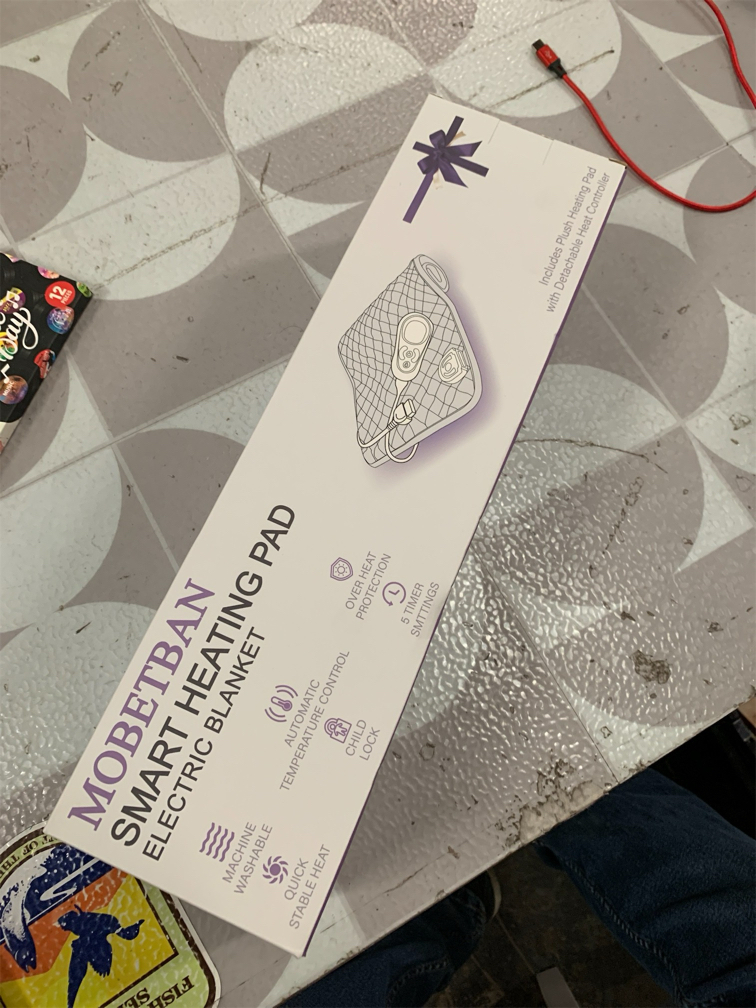 Includes Plush Heating Pad
with Detachable Heat Controller
MOBETBAN
SMART HEATING PAD
ELECTRIC BLANKET
OVER HEAT
PROTECTION
5 TIMER
SMTTINGS
AUTOMATIC
TEMPERATURE CONTROL
CHILD
LOCK
MACHINE
WASHABLE
QUICK
STABLE HEAT
12